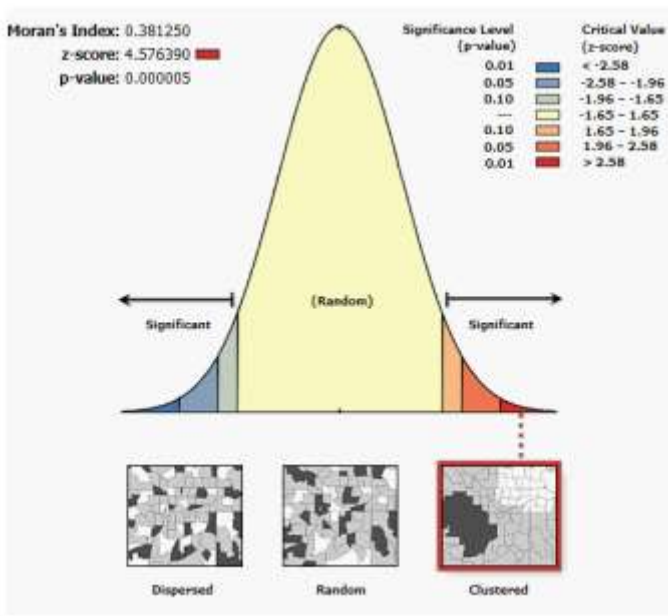 Moran's Index: 0.381250
z-score: 4.576390
p-value: 0.000005
Significance Level
(p-value)
Critical Value
(z-score)
0.01 < -2.58
0.05 -2.58 – -1.96
0.10 -1.96 – -1.65
--- -1.65 – 1.65
0.10 1.65 – 1.96
0.05 1.96 – 2.58
0.01 > 2.58
(Random)
Significant
Significant
Dispersed
Random
Clustered